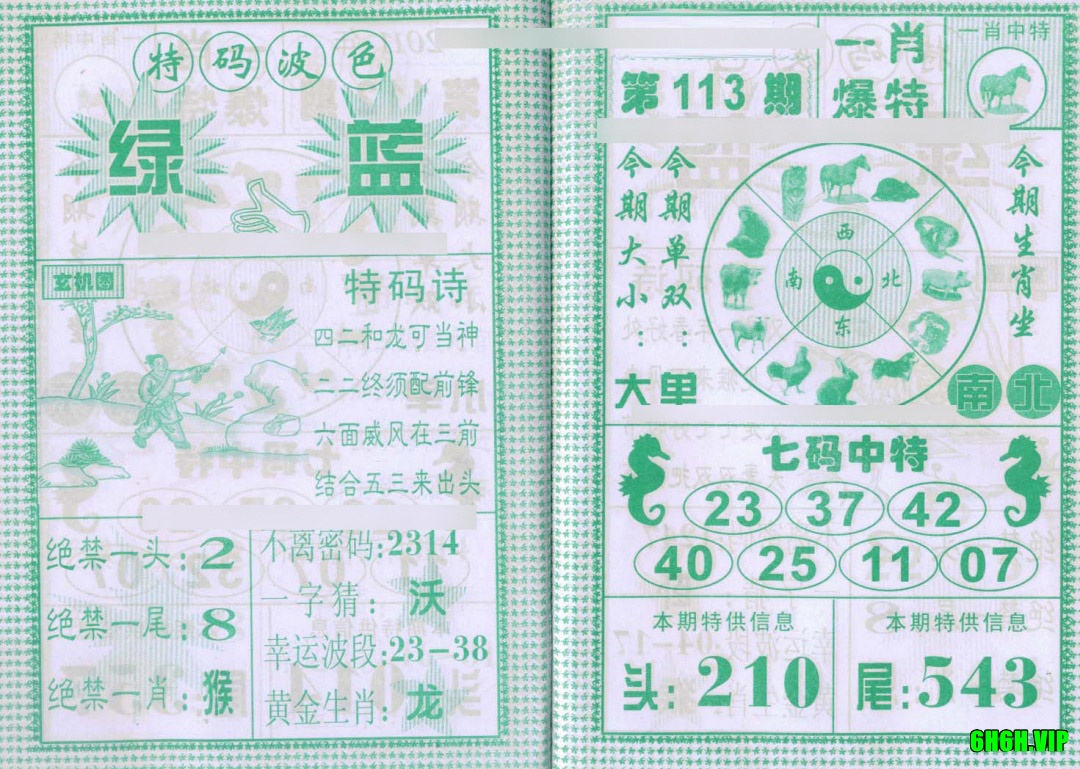 特码波色
绿 蓝
玄机图
特码诗
四二和龙可当神
二二终须配前锋
六面威风在三前
结合五三来出头
绝禁一头:2
绝禁一尾:8
绝禁一肖:猴
不离密码:2314
一字猜:沃
幸运波段:23-38
黄金生肖:龙
第113期
一肖
爆特
一肖中特
今期大小:
大
今期单双
单
西
南 北
东
今期生肖坐
南 北
七码中特
23 37 42
40 25 11 07
本期特供信息
头:210
本期特供信息
尾:543
6H6H.VIP